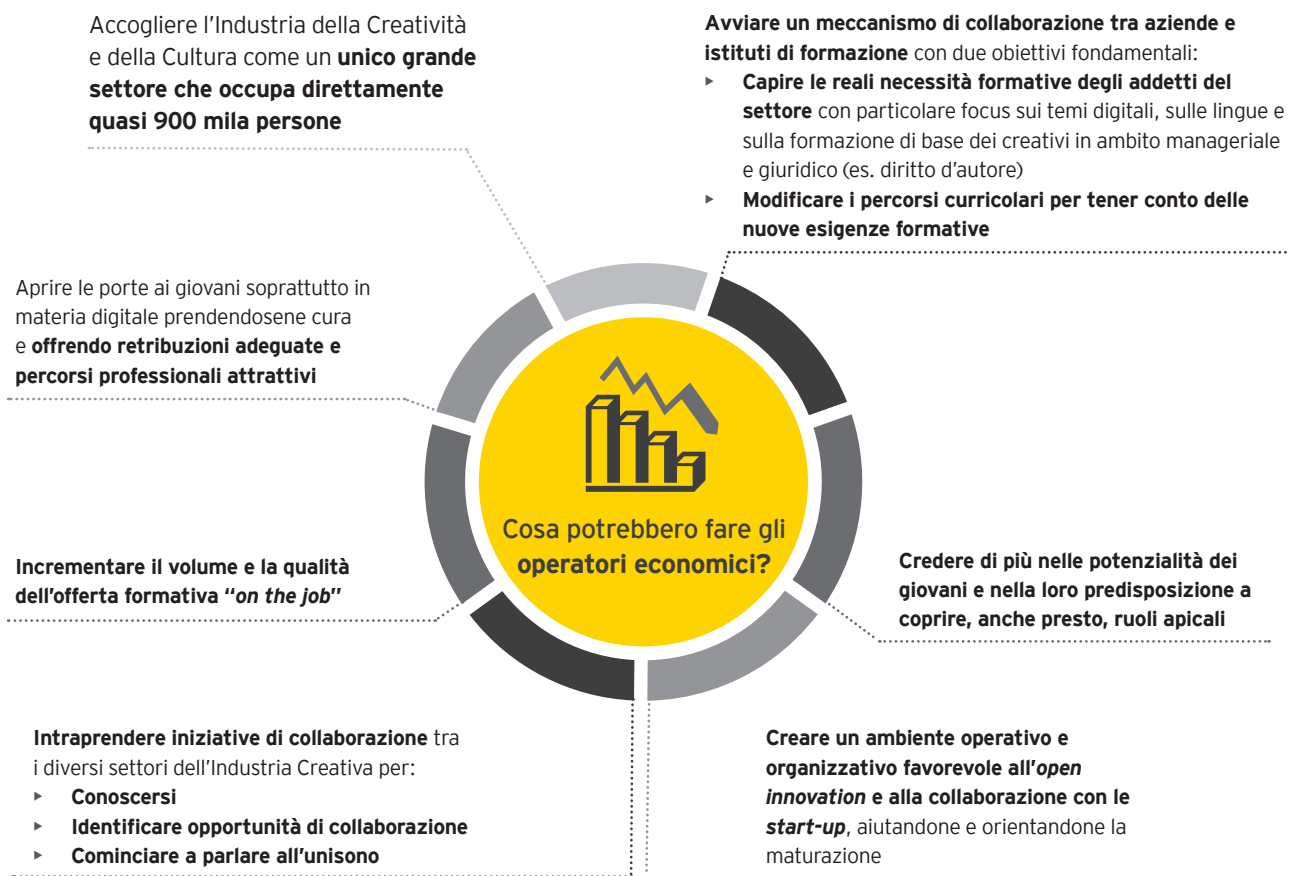 Accogliere l'Industria della Creatività
e della Cultura come un unico grande
settore che occupa direttamente
quasi 900 mila persone
Avviare un meccanismo di collaborazione tra aziende e
istituti di formazione con due obiettivi fondamentali:
▸ Capire le reali necessità formative degli addetti del
settore con particolare focus sui temi digitali, sulle lingue e
sulla formazione di base dei creativi in ambito manageriale
e giuridico (es. diritto d'autore)
▸ Modificare i percorsi curricolari per tener conto delle
nuove esigenze formative
Aprire le porte ai giovani soprattutto in
materia digitale prendendosene cura
e offrendo retribuzioni adeguate e
percorsi professionali attrattivi
Cosa potrebbero fare gli
operatori economici?
Incrementare il volume e la qualità
dell'offerta formativa "on the job"
Credere di più nelle potenzialità dei
giovani e nella loro predisposizione a
coprire, anche presto, ruoli apicali
Intraprendere iniziative di collaborazione tra
i diversi settori dell'Industria Creativa per:
▸ Conoscersi
▸ Identificare opportunità di collaborazione
▸ Cominciare a parlare all'unisono
Creare un ambiente operativo e
organizzativo favorevole all'open
innovation e alla collaborazione con le
start-up, aiutandone e orientandone la
maturazione